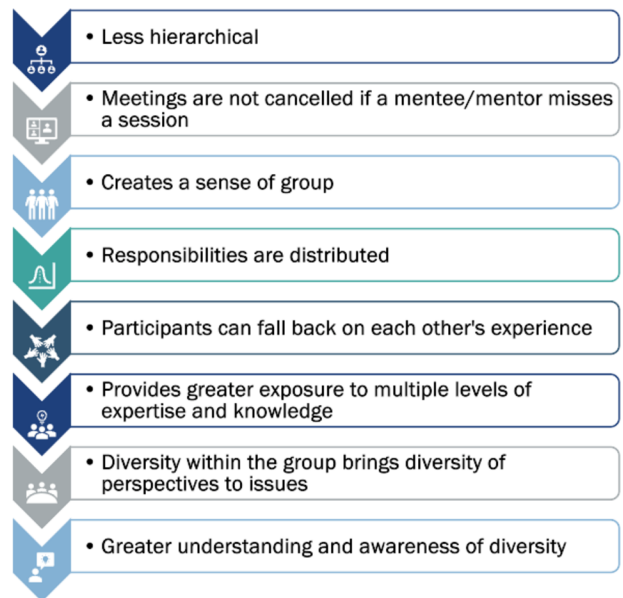 • Less hierarchical
• Meetings are not cancelled if a mentee/mentor misses
a session
• Creates a sense of group
• Responsibilities are distributed
• Participants can fall back on each other's experience
• Provides greater exposure to multiple levels of
expertise and knowledge
• Diversity within the group brings diversity of
perspectives to issues
• Greater understanding and awareness of diversity